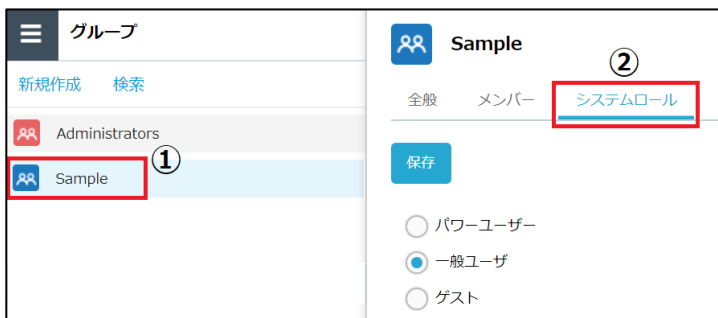 グループ
新規作成 検索
Administrators
①
Sample
Sample
②
全般 メンバー システムロール
保存
パワーユーザー
一般ユーザ
ゲスト